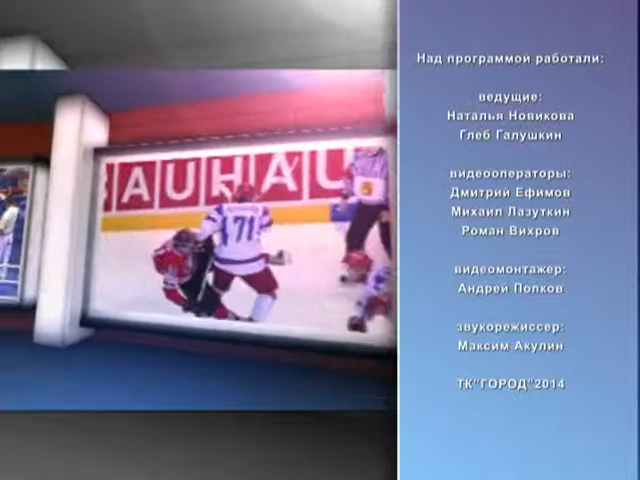 Над программой работали:
ведущие:
Наталья Новикова
Глеб Галушкин
видеооператоры:
Дмитрий Ефимов
Михаил Лазуткин
Роман Вихров
видеомонтажер:
Андрей Попков
звукорежиссер:
Максим Акулин
ТК"ГОРОД"2014
BAUHAU
71